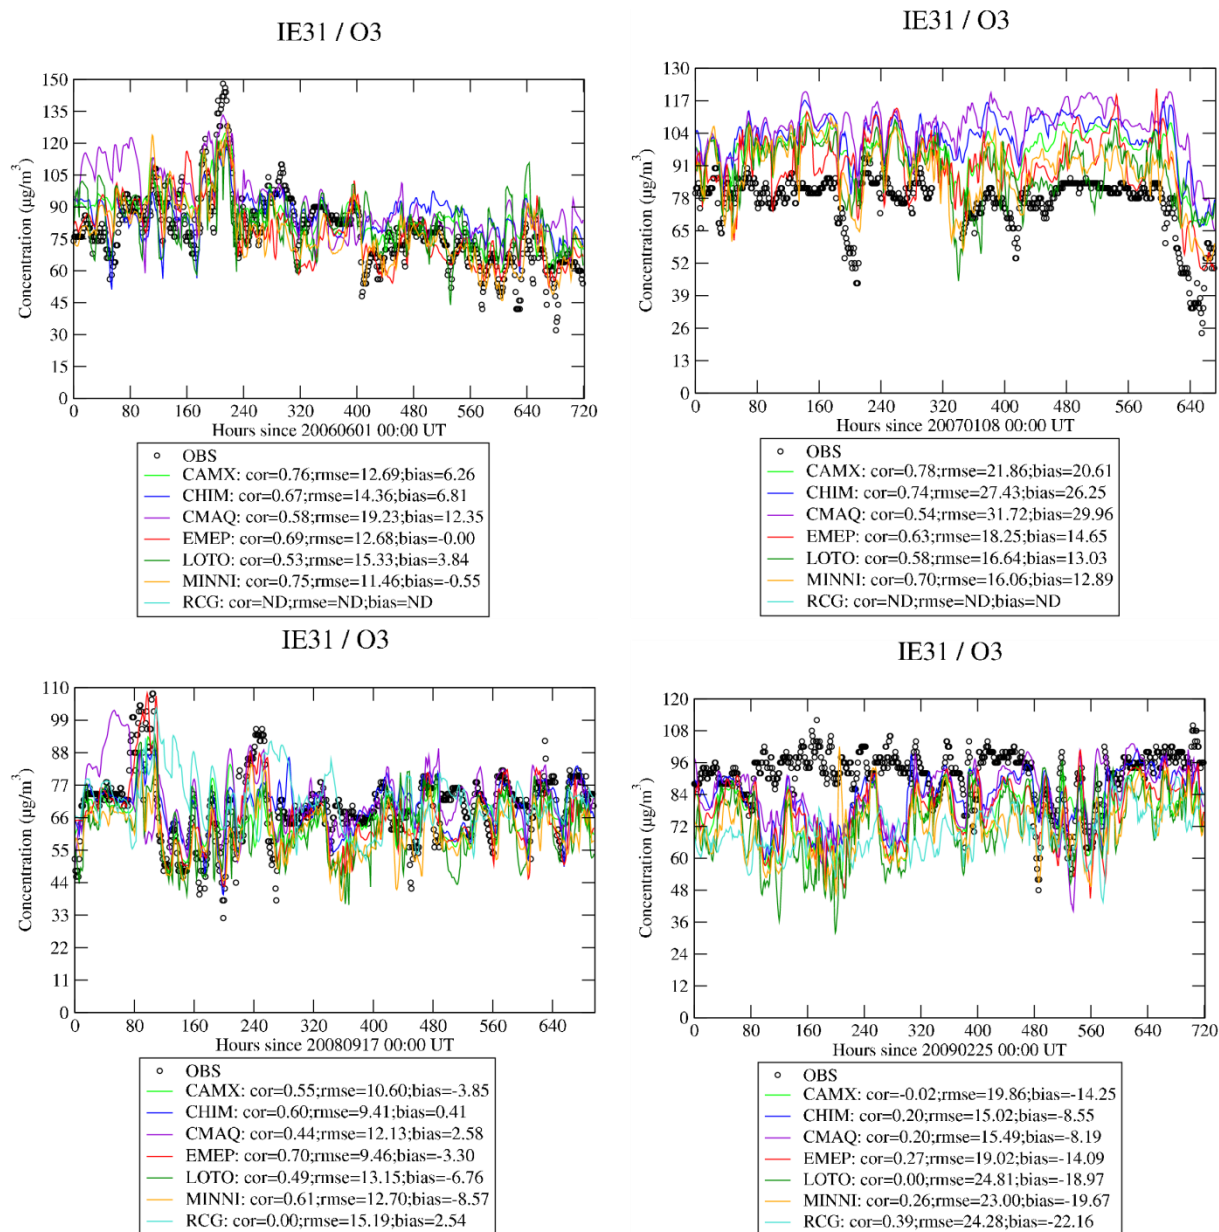 IE31 / O3
150
135
120
105
90
75
60
45
30
15
0
Concentration (µg/m³)
0 80 160 240 320 400 480 560 640 720
Hours since 20060601 00:00 UT
OBS
CAMX: cor=0.76;rmse=12.69;bias=6.26
CHIM: cor=0.67;rmse=14.36;bias=6.81
CMAQ: cor=0.58;rmse=19.23;bias=12.35
EMEP: cor=0.69;rmse=12.68;bias=-0.00
LOTO: cor=0.53;rmse=15.33;bias=3.84
MINNI: cor=0.75;rmse=11.46;bias=-0.55
RCG: cor=ND;rmse=ND;bias=ND
IE31 / O3
130
117
104
91
78
65
52
39
26
13
0
Concentration (µg/m³)
0 80 160 240 320 400 480 560 640
Hours since 20070108 00:00 UT
OBS
CAMX: cor=0.78;rmse=21.86;bias=20.61
CHIM: cor=0.74;rmse=27.43;bias=26.25
CMAQ: cor=0.54;rmse=31.72;bias=29.96
EMEP: cor=0.63;rmse=18.25;bias=14.65
LOTO: cor=0.58;rmse=16.64;bias=13.03
MINNI: cor=0.70;rmse=16.06;bias=12.89
RCG: cor=ND;rmse=ND;bias=ND
IE31 / O3
110
99
88
77
66
55
44
33
22
11
0
Concentration (µg/m³)
0 80 160 240 320 400 480 560 640
Hours since 20080917 00:00 UT
OBS
CAMX: cor=0.55;rmse=10.60;bias=-3.85
CHIM: cor=0.60;rmse=9.41;bias=0.41
CMAQ: cor=0.44;rmse=12.13;bias=2.58
EMEP: cor=0.70;rmse=9.46;bias=-3.30
LOTO: cor=0.49;rmse=13.15;bias=-6.76
MINNI: cor=0.61;rmse=12.70;bias=-8.57
RCG: cor=0.00;rmse=15.19;bias=2.54
IE31 / O3
120
108
96
84
72
60
48
36
24
12
0
Concentration (µg/m³)
0 80 160 240 320 400 480 560 640 720
Hours since 20090225 00:00 UT
OBS
CAMX: cor=-0.02;rmse=19.86;bias=-14.25
CHIM: cor=0.20;rmse=15.02;bias=-8.55
CMAQ: cor=0.20;rmse=15.49;bias=-8.19
EMEP: cor=0.27;rmse=19.02;bias=-14.09
LOTO: cor=0.00;rmse=24.81;bias=-18.97
MINNI: cor=0.26;rmse=23.00;bias=-19.67
RCG: cor=0.39;rmse=24.28;bias=-22.16